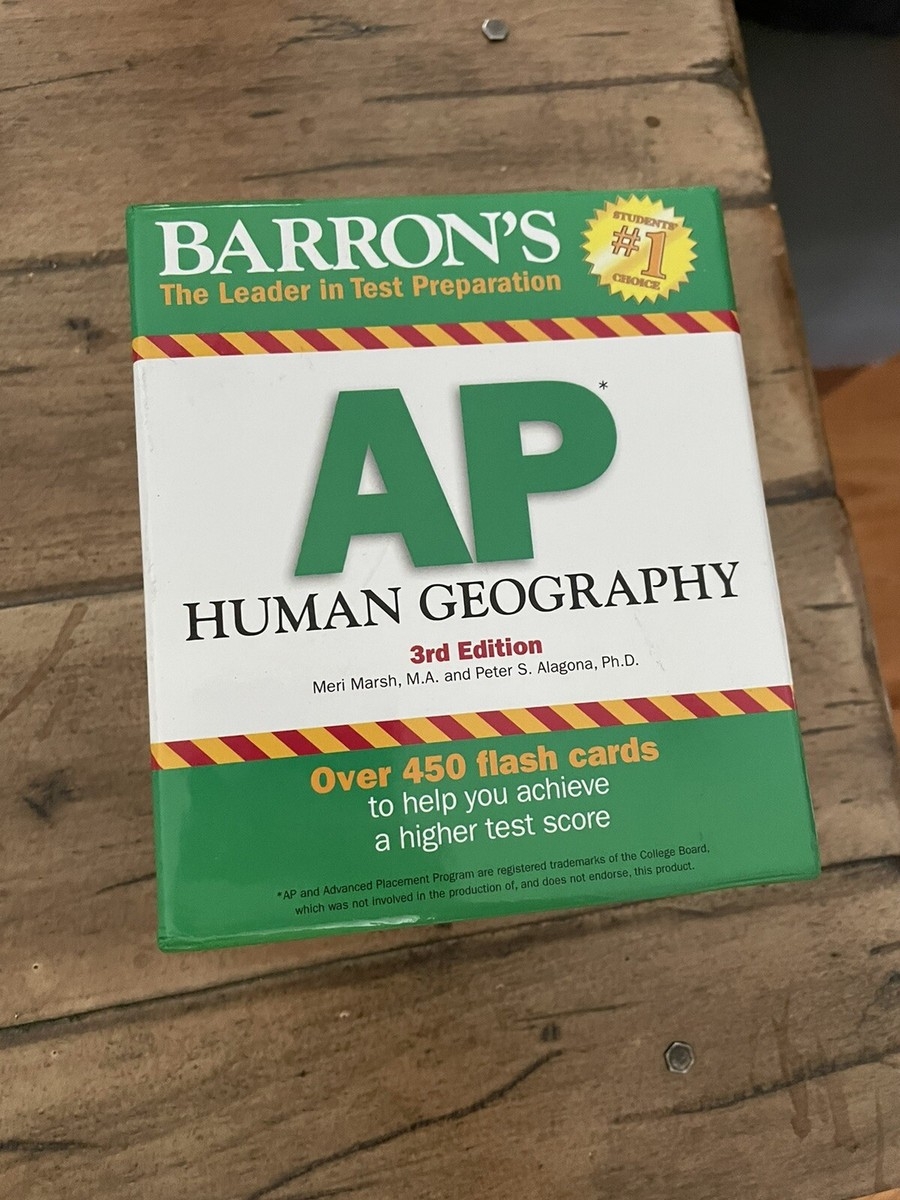 BARRON'S
The Leader in Test Preparation
STUDENTS'
#1
CHOICE
AP*
HUMAN GEOGRAPHY
3rd Edition
Meri Marsh, M.A. and Peter S. Alagona, Ph.D.
Over 450 flash cards
to help you achieve
a higher test score
*AP and Advanced Placement Program are registered trademarks of the College Board,
which was not involved in the production of, and does not endorse, this product.